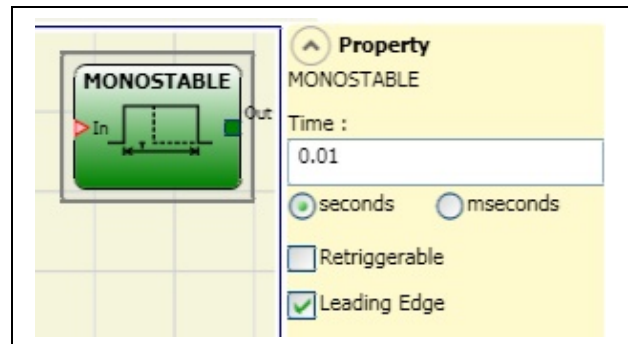 MONOSTABLE
In
T
Out
Property
MONOSTABLE
Time :
0.01
seconds mseconds
Retriggerable
Leading Edge